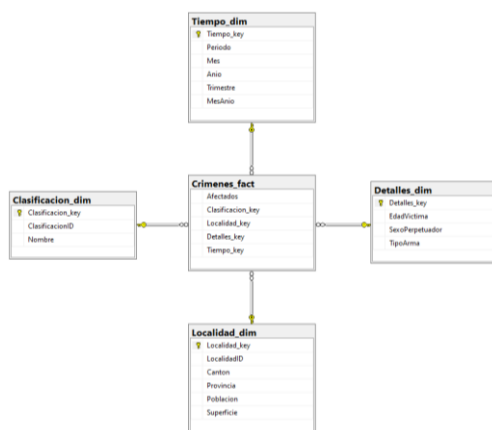 Tiempo_dim
Tiempo_key
Periodo
Mes
Anio
Trimestre
MesAnio
Crimenes_fact
Afectados
Clasificacion_key
Localidad_key
Detalles_key
Tiempo_key
Clasificacion_dim
Clasificacion_key
ClasificacionID
Nombre
Detalles_dim
Detalles_key
EdadVictima
SexoPerpetuador
TipoArma
Localidad_dim
Localidad_key
LocalidadID
Canton
Provincia
Poblacion
Superficie